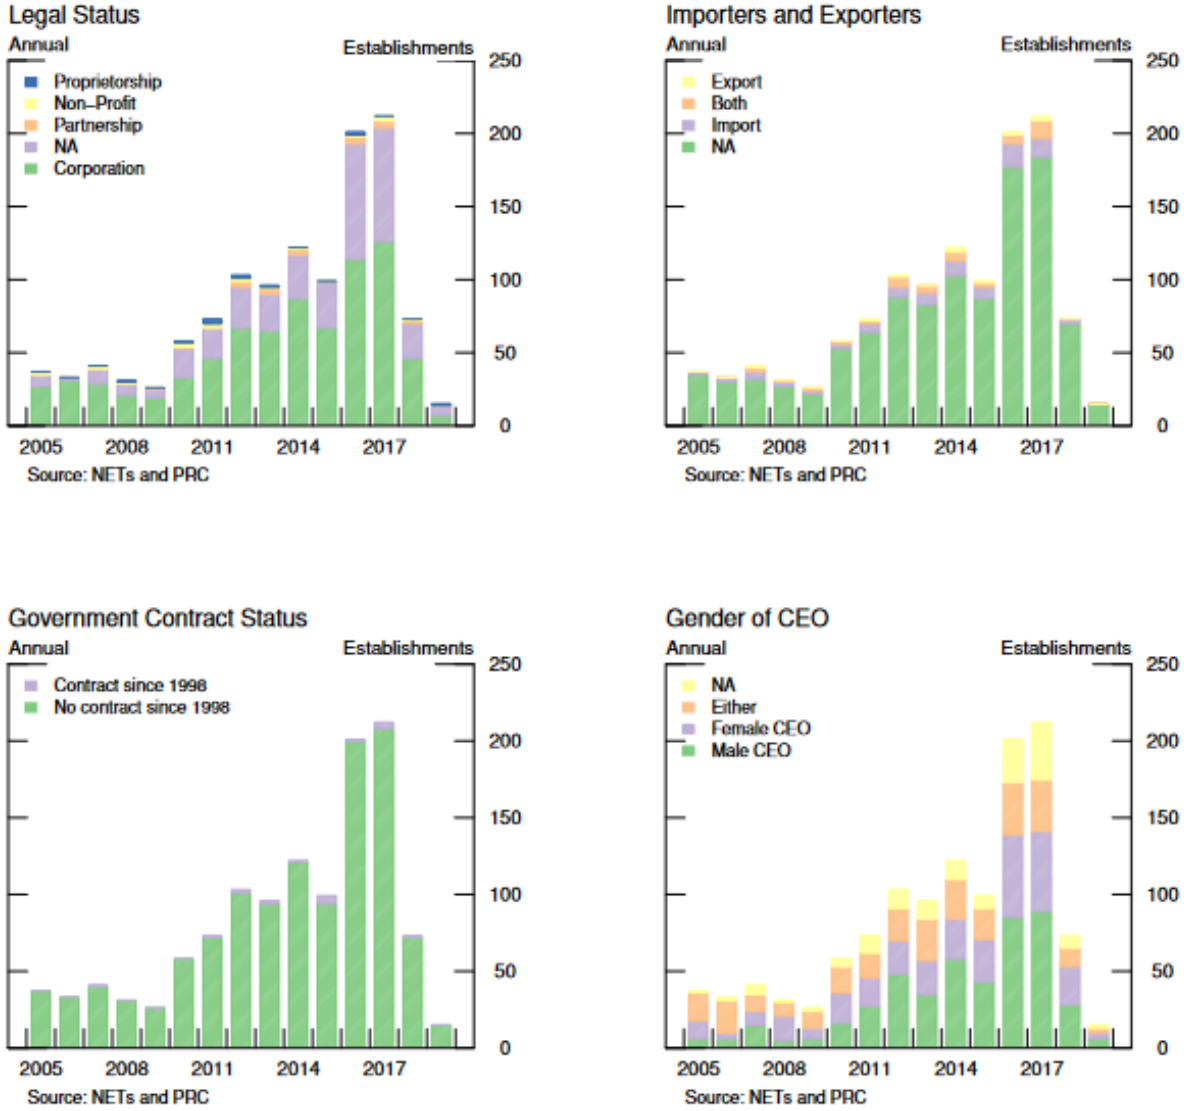 Legal Status
Annual Establishments
Proprietorship
Non-Profit
Partnership
NA
Corporation
250
200
150
100
50
0
2005 2008 2011 2014 2017
Source: NETs and PRC
Importers and Exporters
Annual Establishments
Export
Both
Import
NA
250
200
150
100
50
0
2005 2008 2011 2014 2017
Source: NETs and PRC
Government Contract Status
Annual Establishments
Contract since 1998
No contract since 1998
250
200
150
100
50
0
2005 2008 2011 2014 2017
Source: NETs and PRC
Gender of CEO
Annual Establishments
NA
Either
Female CEO
Male CEO
250
200
150
100
50
0
2005 2008 2011 2014 2017
Source: NETs and PRC